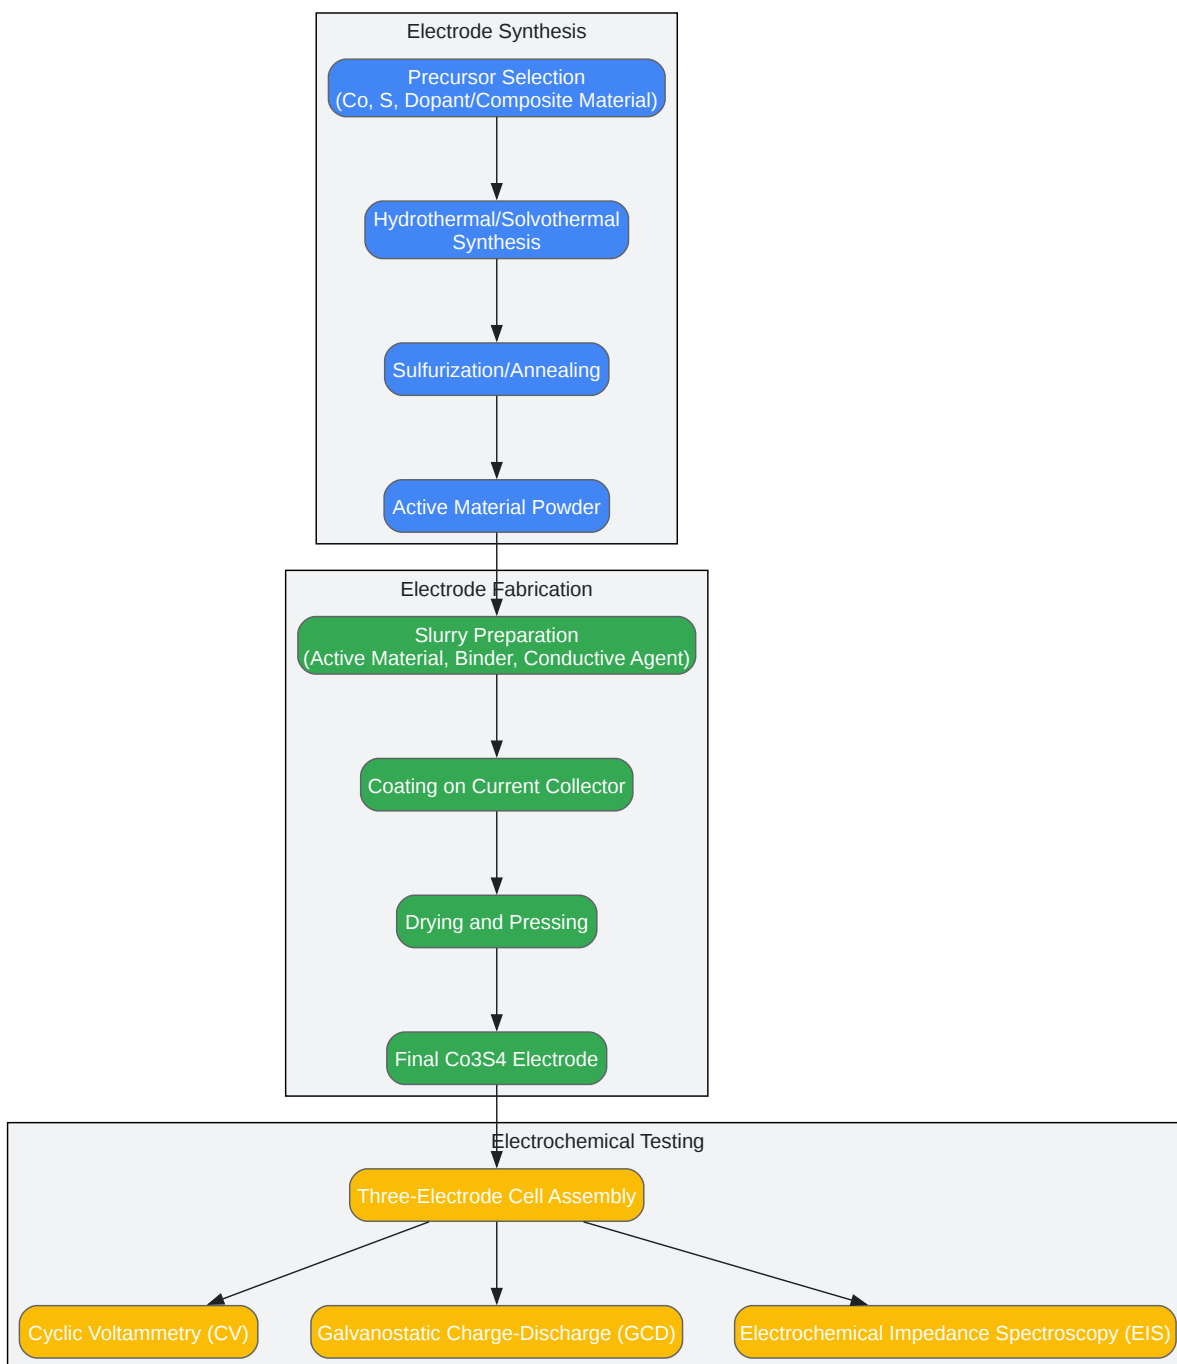 Electrode Synthesis
Precursor Selection
(Co, S, Dopant/Composite Material)
Hydrothermal/Solvothermal
Synthesis
Sulfurization/Annealing
Active Material Powder
Electrode Fabrication
Slurry Preparation
(Active Material, Binder, Conductive Agent)
Coating on Current Collector
Drying and Pressing
Final Co3S4 Electrode
Electrochemical Testing
Three-Electrode Cell Assembly
Cyclic Voltammetry (CV)
Galvanostatic Charge-Discharge (GCD)
Electrochemical Impedance Spectroscopy (EIS)